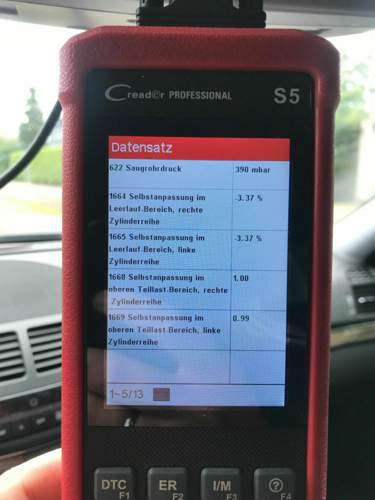 Creader PROFESSIONAL S5
Datensatz
622 Saugrohrdruck 390 mbar
1664 Selbstanpassung im -3.37 %
Leerlauf-Bereich, rechte
Zylinderreihe
1665 Selbstanpassung im -3.37 %
Leerlauf-Bereich, linke
Zylinderreihe
1668 Selbstanpassung im 1.00
oberen Teillast-Bereich, rechte
Zylinderreihe
1669 Selbstanpassung im 0.99
oberen Teillast-Bereich, linke
Zylinderreihe
1~5/13
DTC ER I/M ?
F1 F2 F3 F4